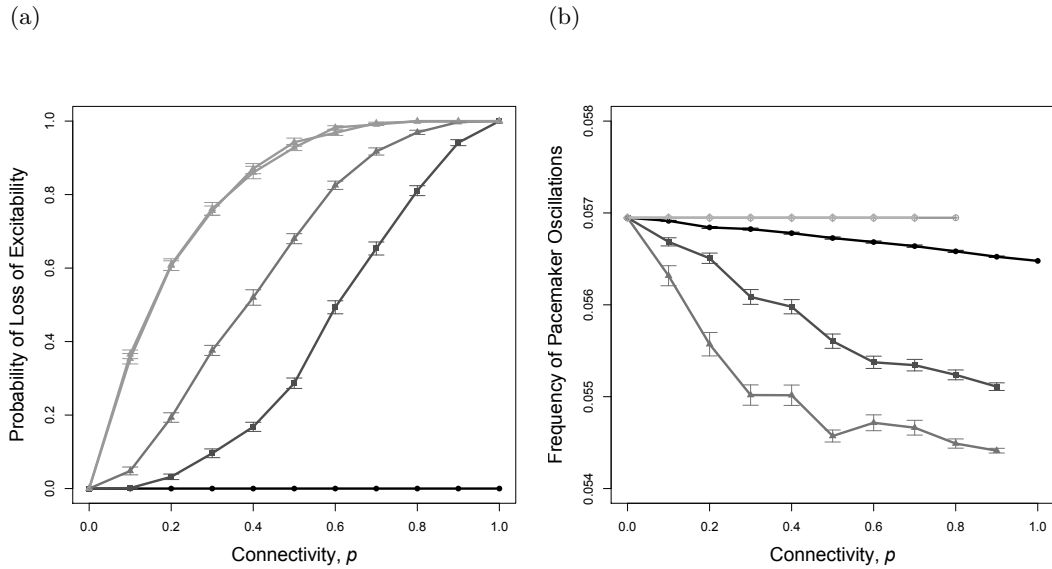 (a)
(b)
Probability of Loss of Excitability
1.0
0.8
0.6
0.4
0.2
0.0
0.0 0.2 0.4 0.6 0.8 1.0
Connectivity, p
Frequency of Pacemaker Oscillations
0.058
0.057
0.056
0.055
0.054
0.0 0.2 0.4 0.6 0.8 1.0
Connectivity, p